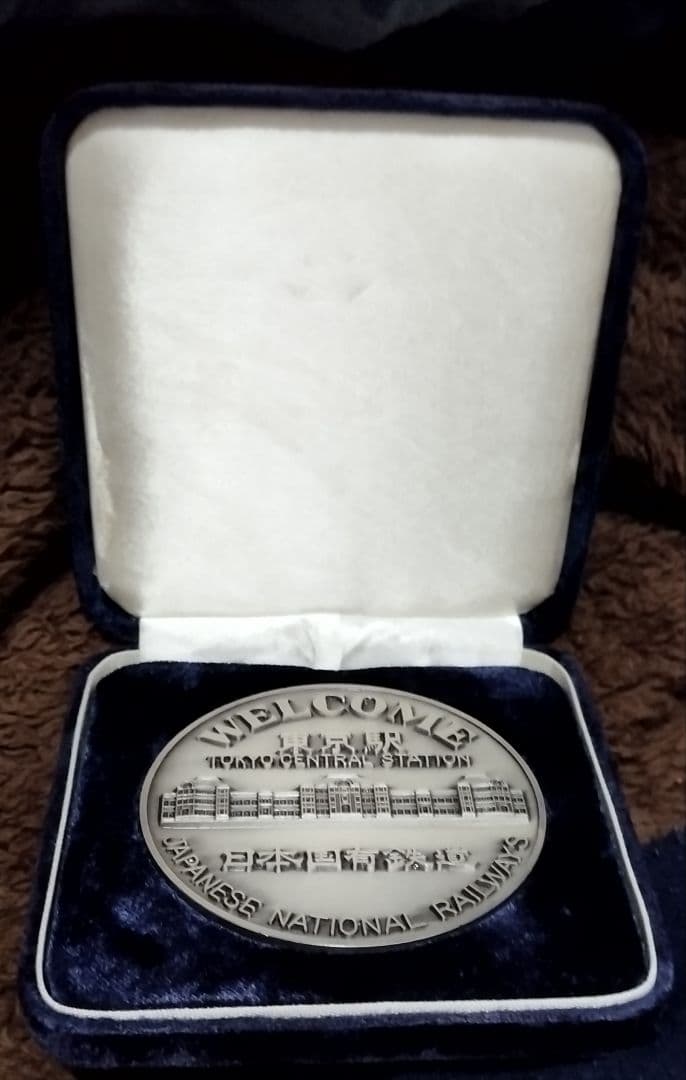 WELCOME
東京駅
TOKYO CENTRAL STATION
日本国有鉄道
JAPANESE NATIONAL RAILWAYS